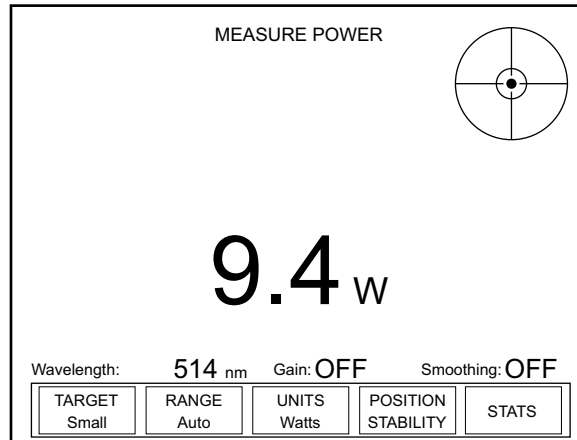 MEASURE POWER
9.4 W
Wavelength: 514 nm Gain: OFF Smoothing: OFF
TARGET RANGE UNITS POSITION STATS
Small Auto Watts STABILITY